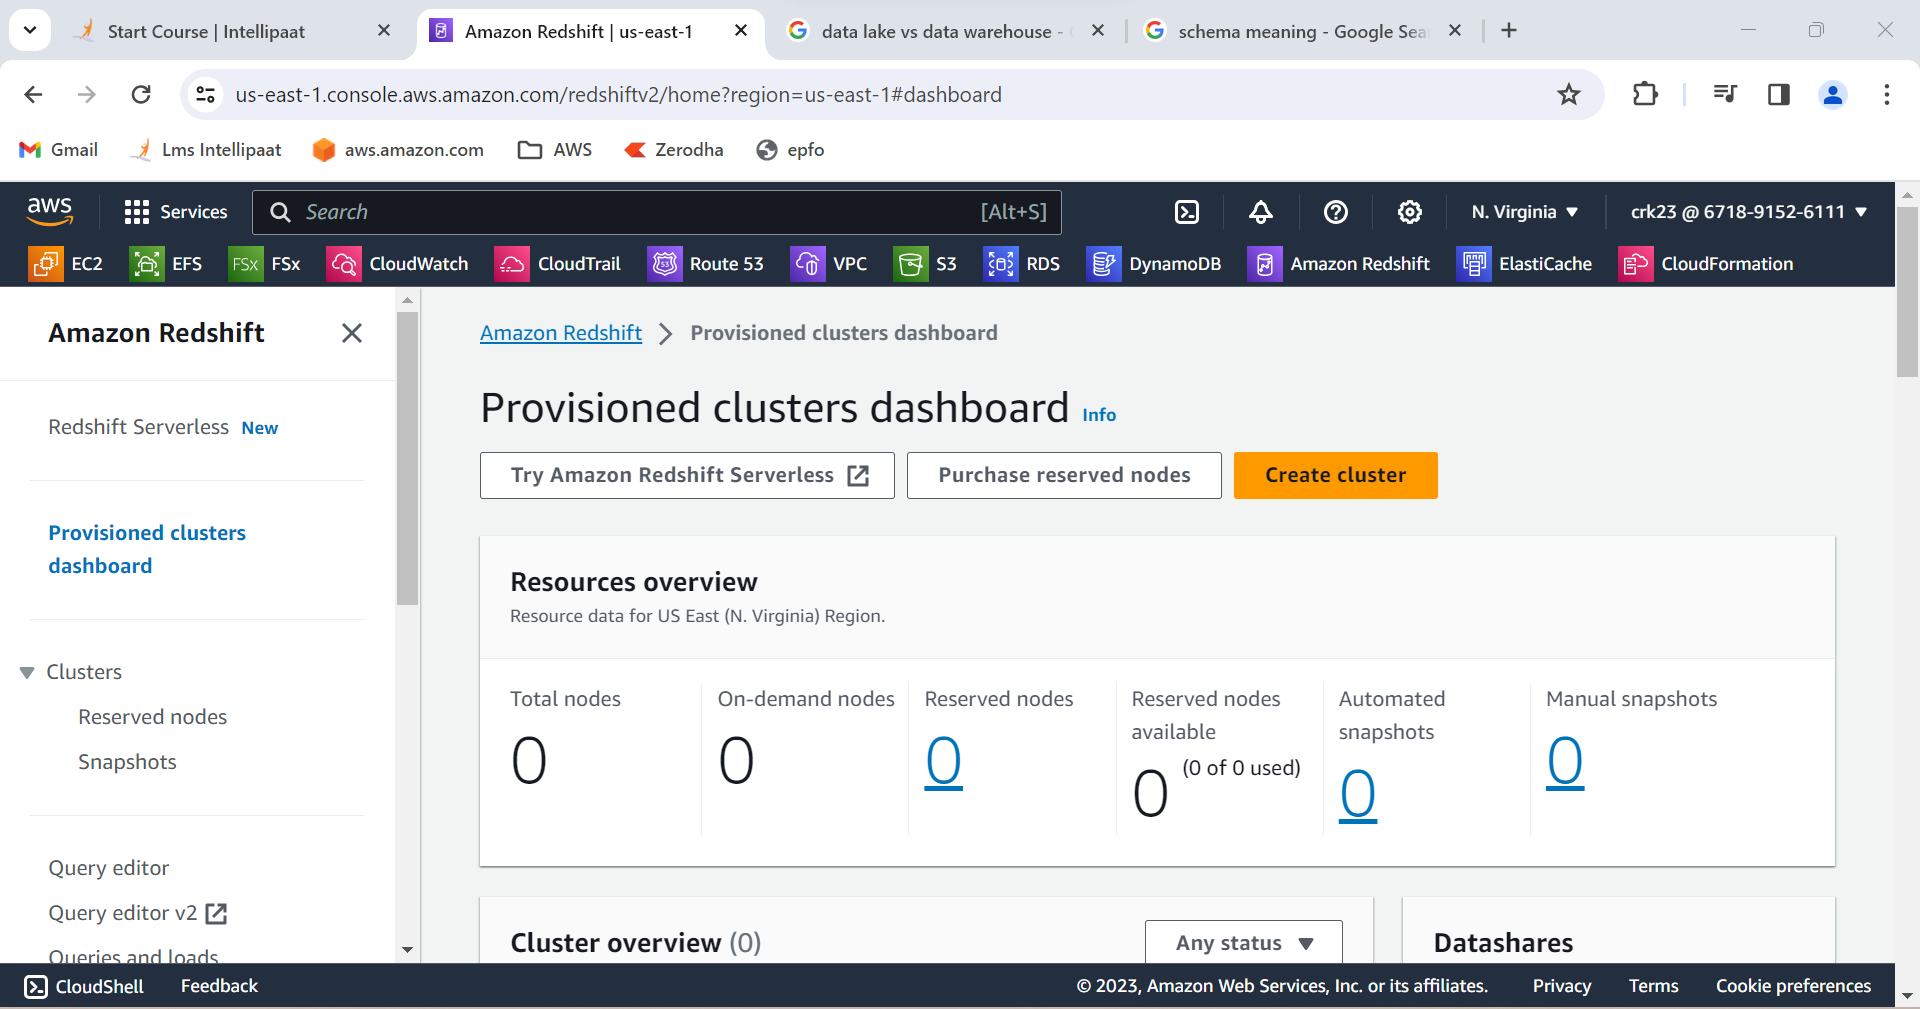 Start Course | Intellipaat
Amazon Redshift | us-east-1
data lake vs data warehouse -
schema meaning - Google Sea
us-east-1.console.aws.amazon.com/redshiftv2/home?region=us-east-1#dashboard
Gmail
Lms Intellipaat
aws.amazon.com
AWS
Zerodha
epfo
aws
Services
Search
[Alt+S]
N. Virginia
crk23 @ 6718-9152-6111
EC2
EFS
FSx
FSx
CloudWatch
CloudTrail
53
Route 53
VPC
S3
RDS
DynamoDB
Amazon Redshift
ElastiCache
CloudFormation
Amazon Redshift
Redshift Serverless New
Provisioned clusters
dashboard
Clusters
Reserved nodes
Snapshots
Query editor
Query editor v2
Queries and loads
Amazon Redshift > Provisioned clusters dashboard
Provisioned clusters dashboard Info
Try Amazon Redshift Serverless
Purchase reserved nodes
Create cluster
Resources overview
Resource data for US East (N. Virginia) Region.
Total nodes
0
On-demand nodes
0
Reserved nodes
0
Reserved nodes
available
0 (0 of 0 used)
Automated
snapshots
0
Manual snapshots
0
Cluster overview (0)
Any status
Datashares
CloudShell
Feedback
© 2023, Amazon Web Services, Inc. or its affiliates.
Privacy
Terms
Cookie preferences